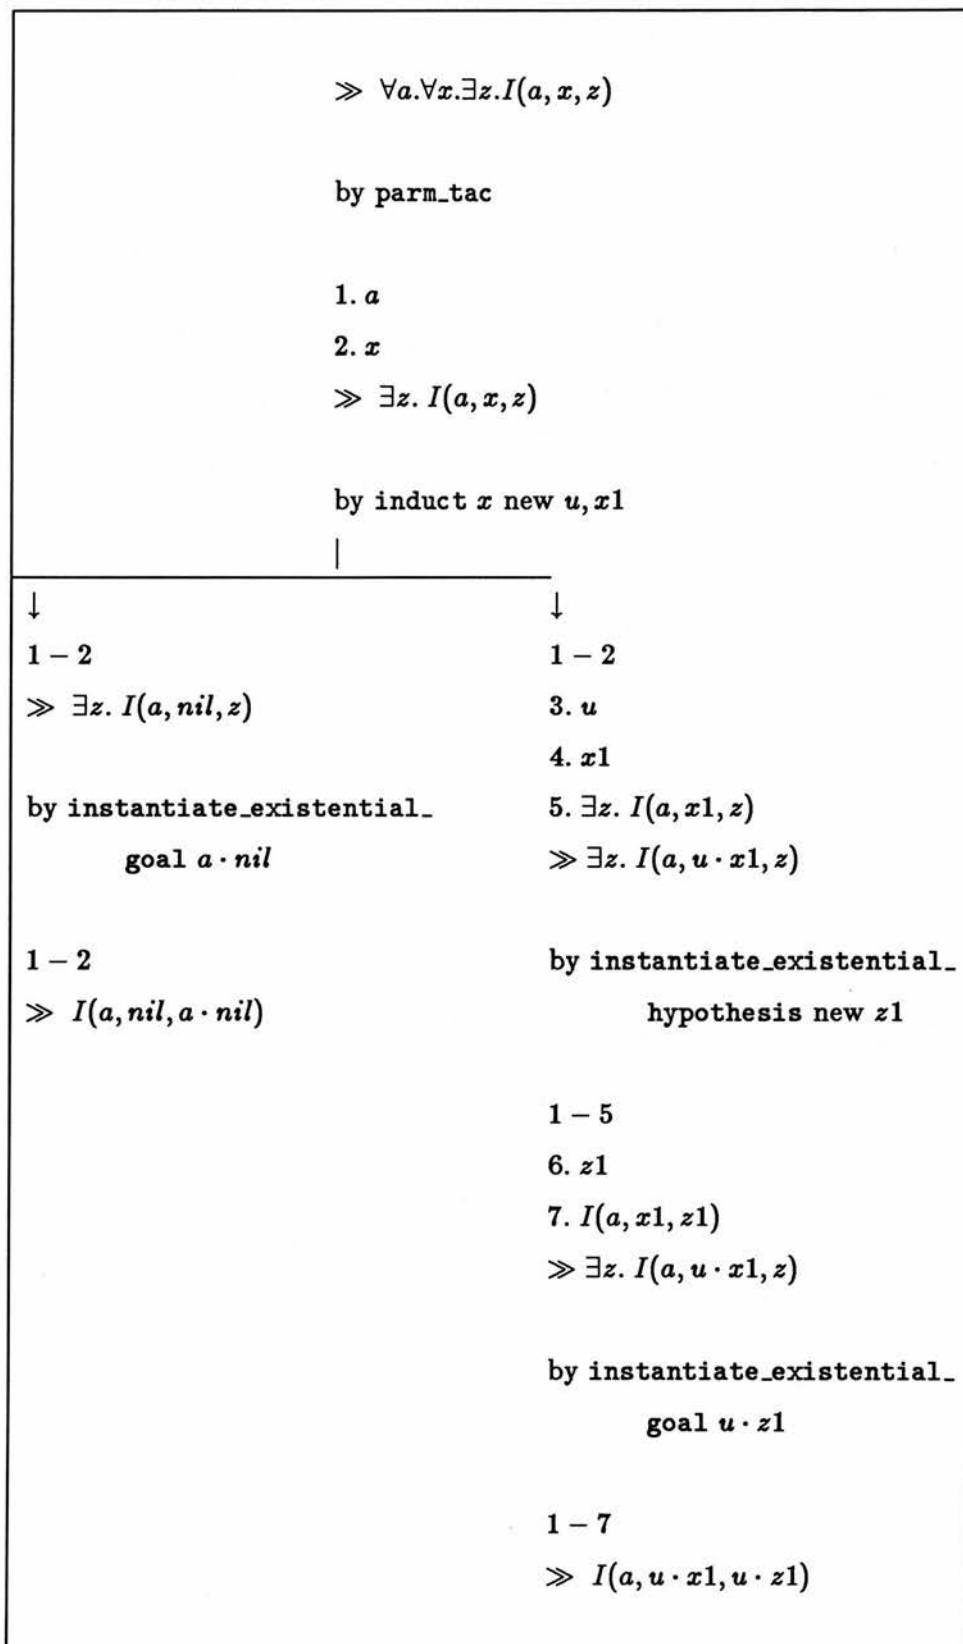 ≫ ∀a.∀x.∃z.I(a, x, z)
by parm_tac
1. a
2. x
≫ ∃z. I(a, x, z)
by induct x new u, x1
|
↓
1 − 2
≫ ∃z. I(a, nil, z)
by instantiate_existential_
goal a · nil
1 − 2
≫ I(a, nil, a · nil)
↓
1 − 2
3. u
4. x1
5. ∃z. I(a, x1, z)
≫ ∃z. I(a, u · x1, z)
by instantiate_existential_
hypothesis new z1
1 − 5
6. z1
7. I(a, x1, z1)
≫ ∃z. I(a, u · x1, z)
by instantiate_existential_
goal u · z1
1 − 7
≫ I(a, u · x1, u · z1)